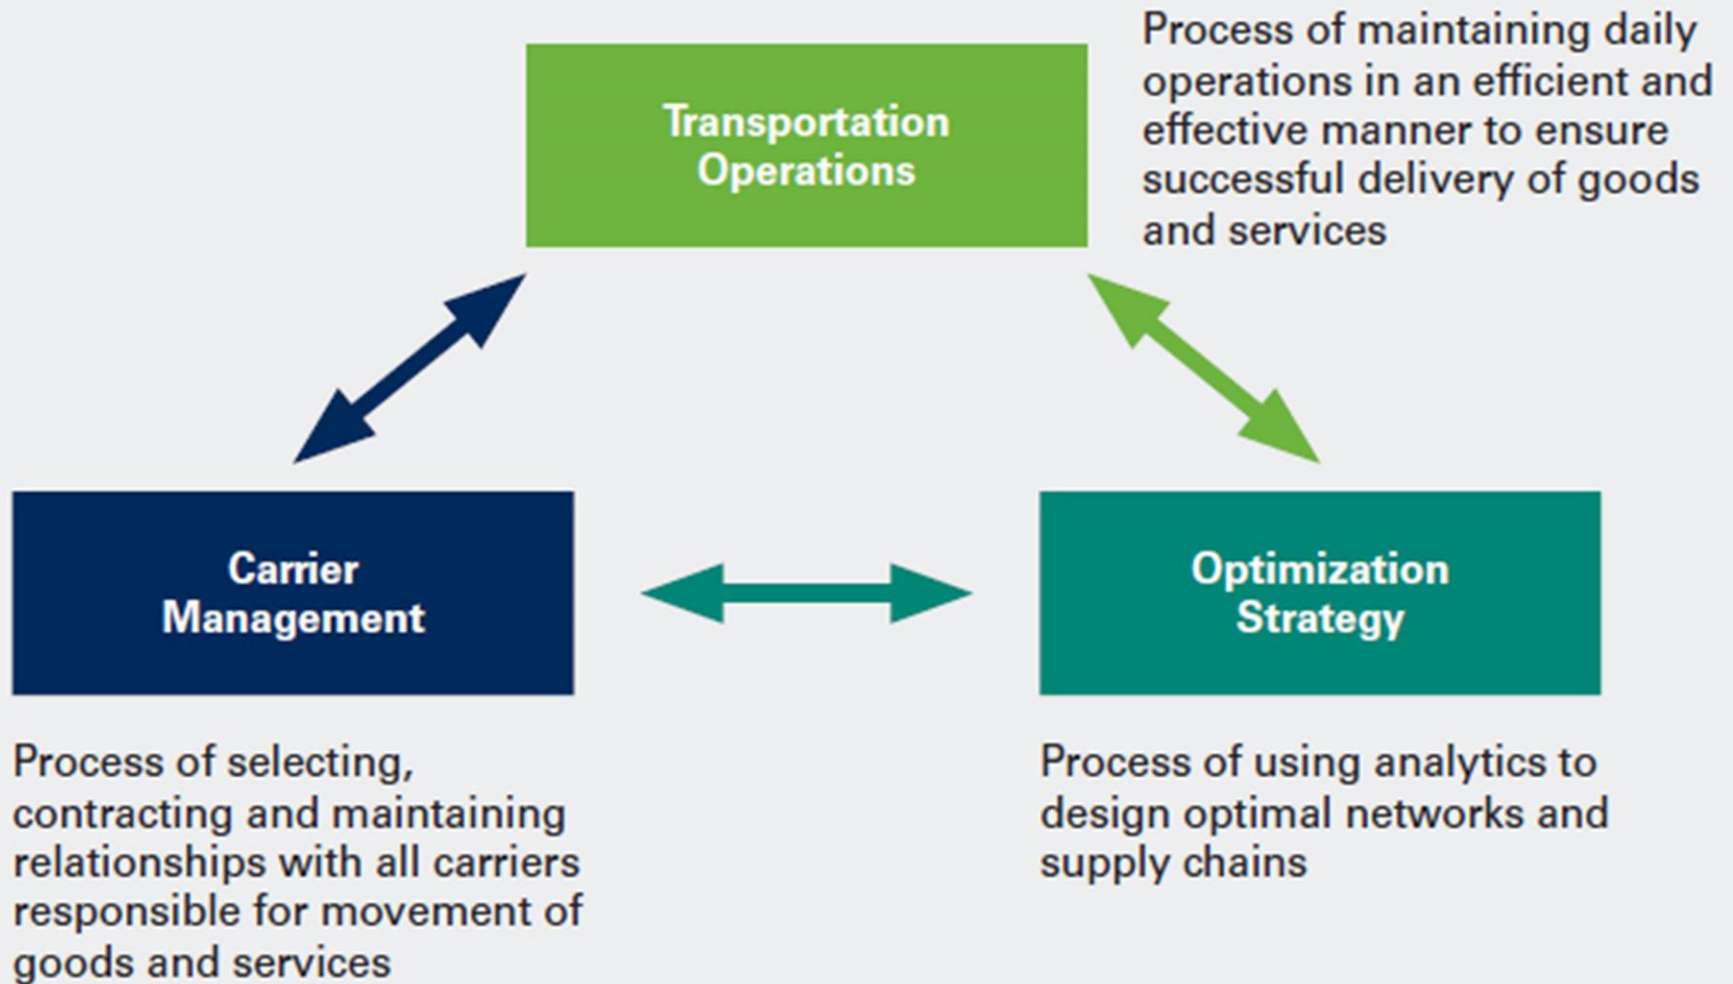 Transportation
Operations
Process of maintaining daily
operations in an efficient and
effective manner to ensure
successful delivery of goods
and services
Carrier
Management
Process of selecting,
contracting and maintaining
relationships with all carriers
responsible for movement of
goods and services
Optimization
Strategy
Process of using analytics to
design optimal networks and
supply chains